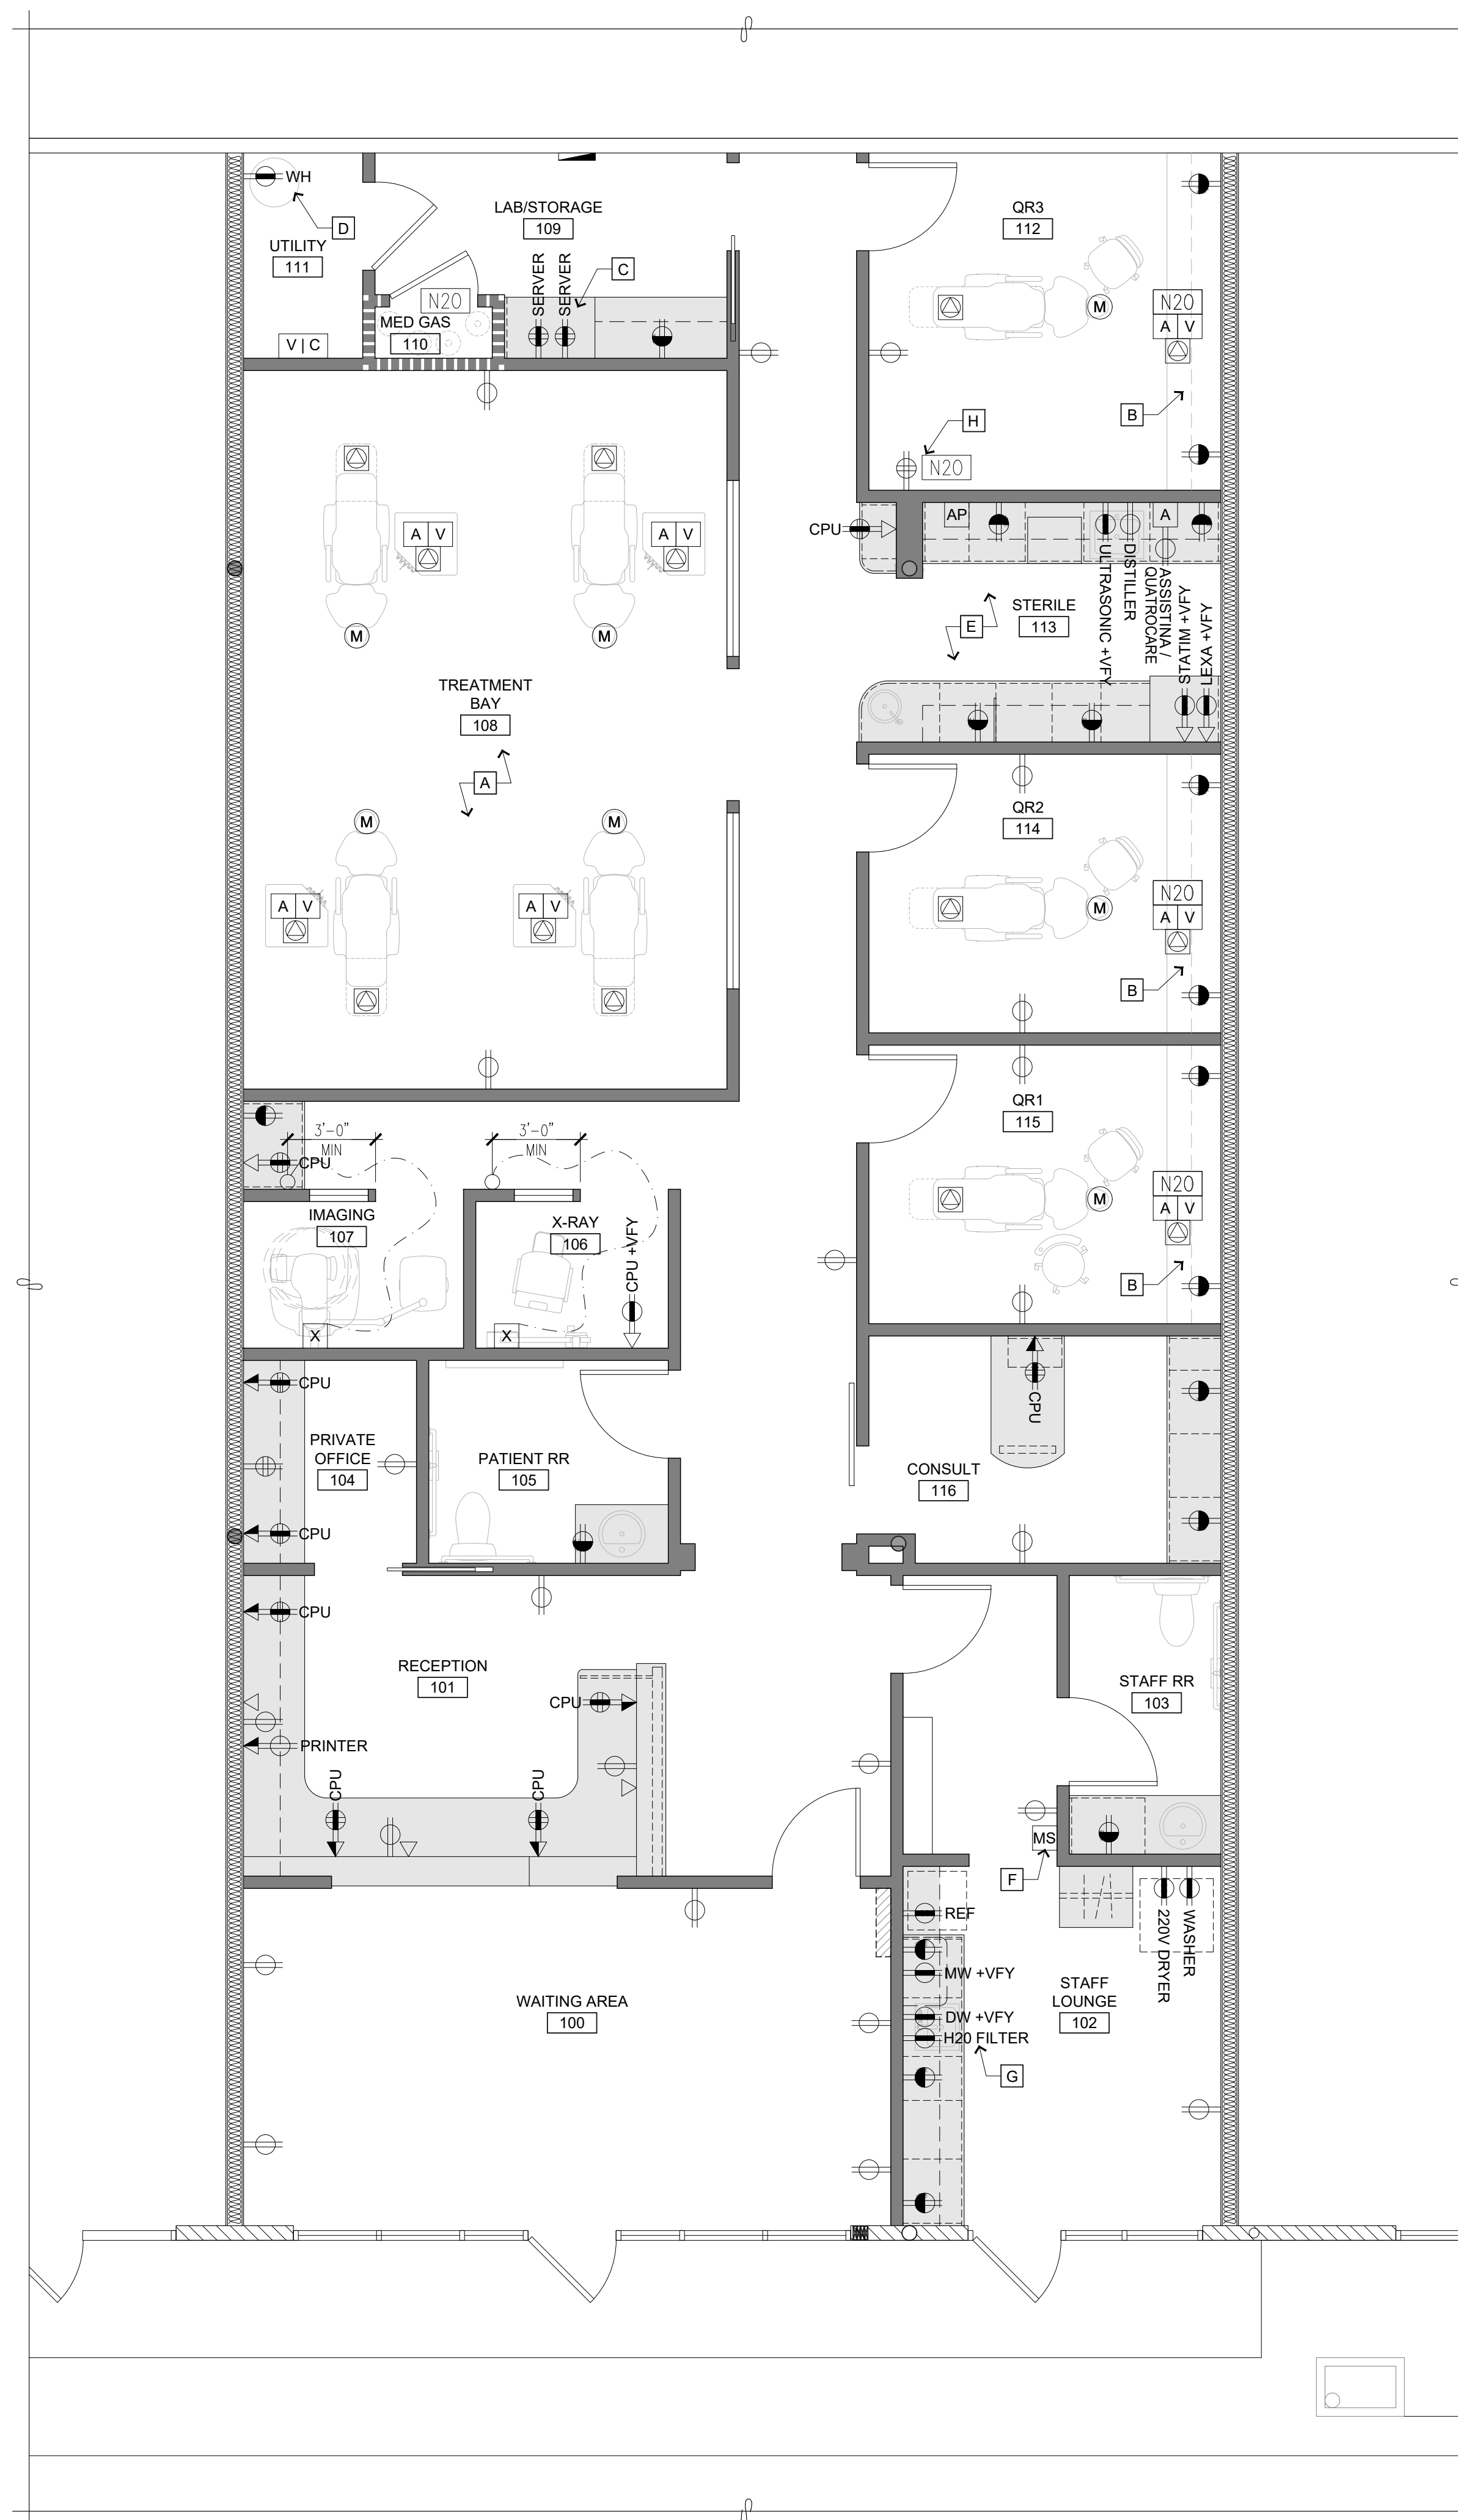 WH
D
UTILITY
111
V | C
LAB/STORAGE
109
SERVER
SERVER
C
N20
MED GAS
110
QR3
112
M
N20
A V
B
H
N20
A V
M
A V
M
TREATMENT
BAY
108
A
M
A V
M
A V
CPU
AP
A
ULTRASONIC +VFY
DISTILLER
ASSISTINA /
QUATROCARE
STATIM +VFY
LEXA +VFY
STERILE
113
E
QR2
114
M
N20
A V
B
QR1
115
M
N20
A V
B
3'-0"
MIN
3'-0"
MIN
CPU
IMAGING
107
X
X-RAY
106
CPU +VFY
X
CPU
PRIVATE
OFFICE
104
CPU
PATIENT RR
105
CPU
CONSULT
116
CPU
RECEPTION
101
CPU
PRINTER
CPU
CPU
STAFF RR
103
MS
F
REF
MW +VFY
DW +VFY
H20 FILTER
G
220V DRYER
WASHER
STAFF
LOUNGE
102
WAITING AREA
100